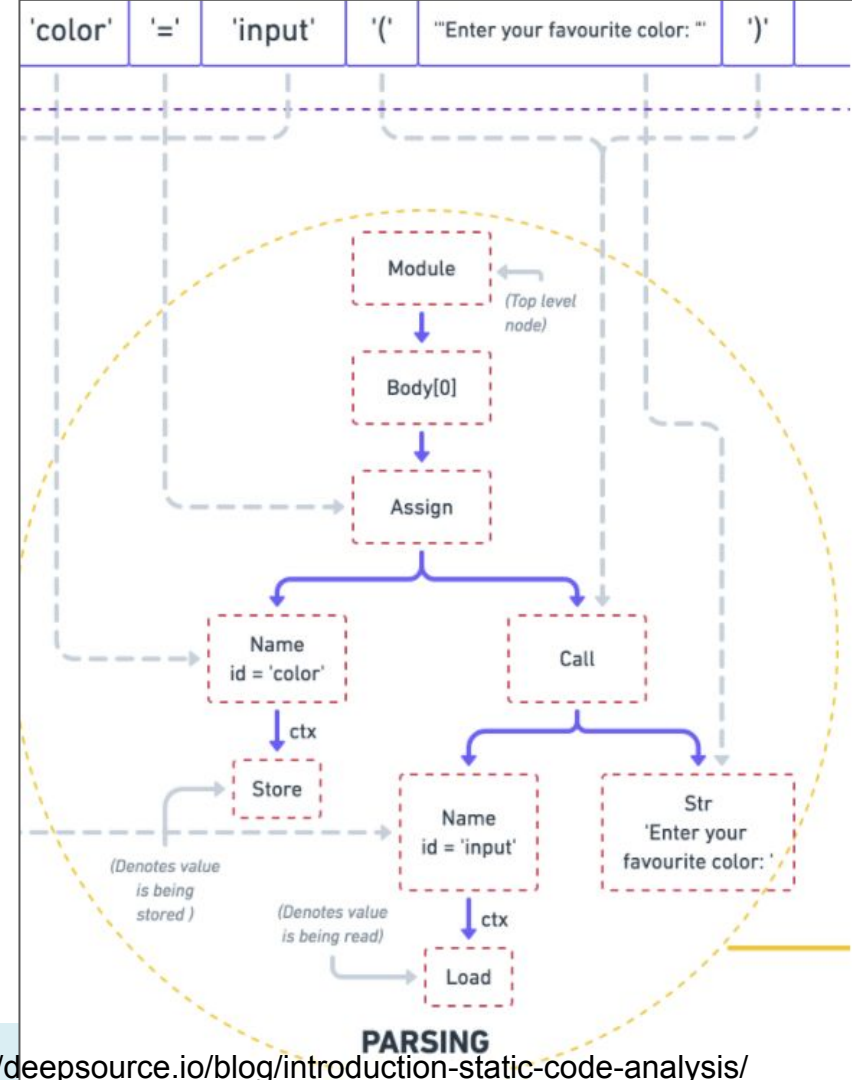 'color' '=' 'input' '(' '"Enter your favourite color: "' ')'
Module
(Top level
node)
Body[0]
Assign
Name
id = 'color'
Call
ctx
Store
Name
id = 'input'
Str
'Enter your
favourite color: '
(Denotes value
is being
stored )
(Denotes value
is being read)
ctx
Load
PARSING
/deepsource.io/blog/introduction-static-code-analysis/